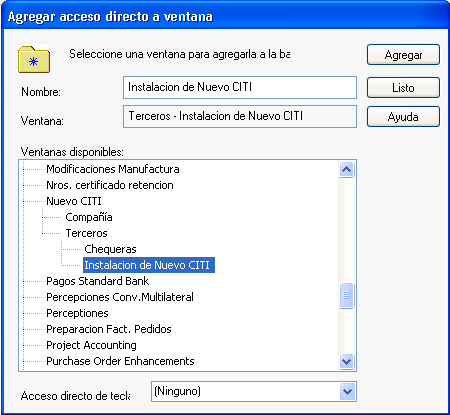 Agregar acceso directo a ventana
Seleccione una ventana para agregarla a la ba
Agregar
Nombre:
Instalacion de Nuevo CITI
Listo
Ventana:
Terceros - Instalacion de Nuevo CITI
Ayuda
Ventanas disponibles:
Modificaciones Manufactura
Nros. certificado retencion
Nuevo CITI
Compañía
Terceros
Chequeras
Instalacion de Nuevo CITI
Pagos Standard Bank
Percepciones Conv.Multilateral
Perceptiones
Preparacion Fact. Pedidos
Project Accounting
Purchase Order Enhancements
Acceso directo de tecla
(Ninguno)